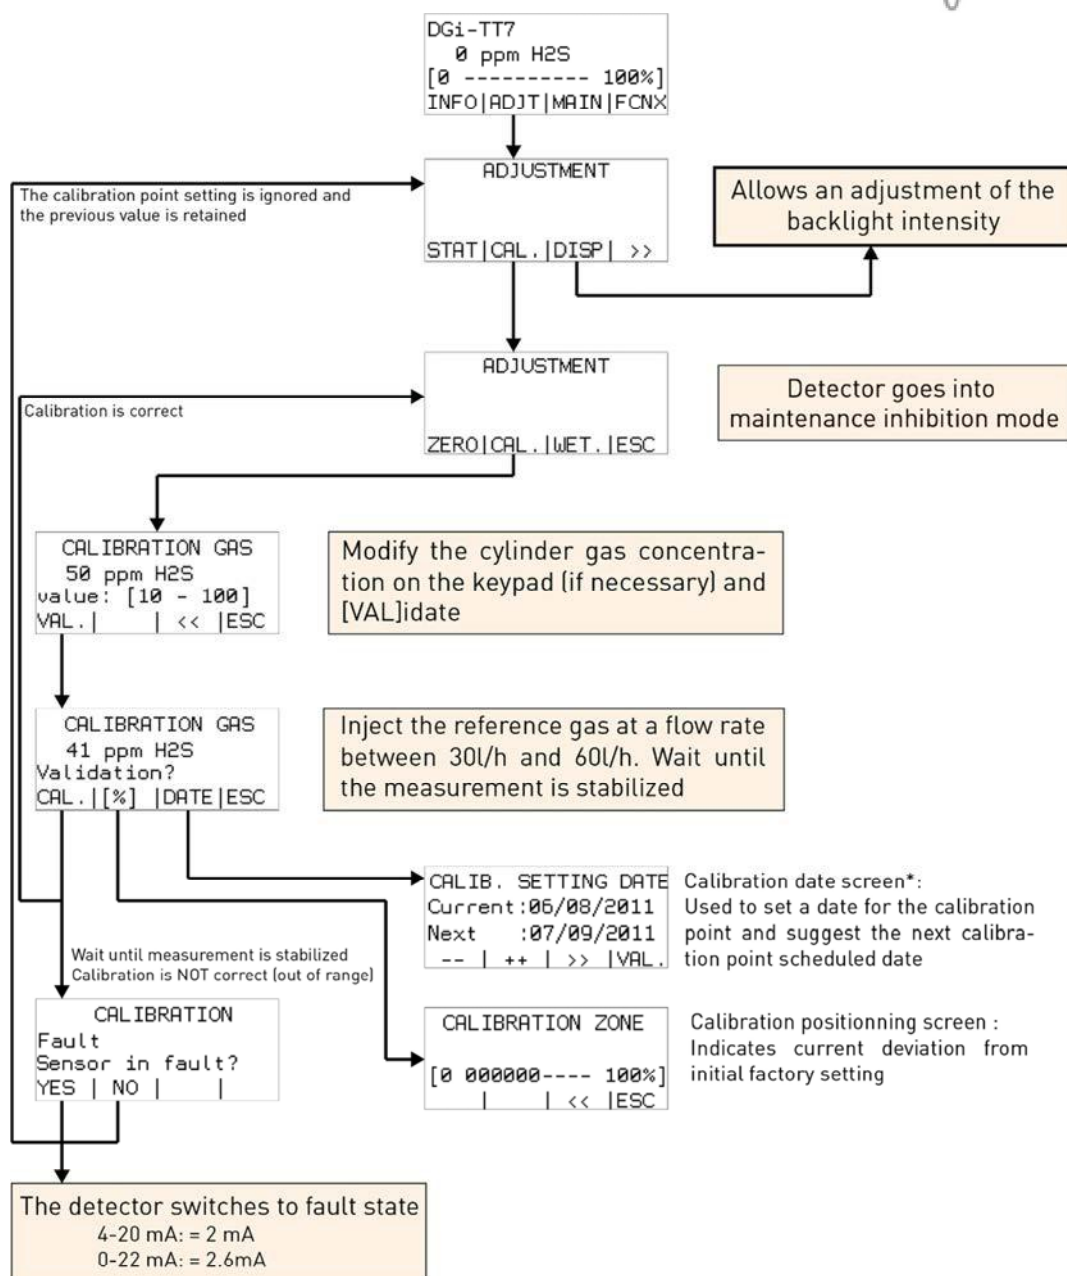 DGi-TT7
0 ppm H2S
[0 ---------- 100%]
INFO|ADJT|MAIN|FCNX
ADJUSTMENT
STAT|CAL.|DISP| >>
The calibration point setting is ignored and
the previous value is retained
Allows an adjustment of the
backlight intensity
ADJUSTMENT
ZERO|CAL.|WET.|ESC
Calibration is correct
Detector goes into
maintenance inhibition mode
CALIBRATION GAS
50 ppm H2S
value: [10 - 100]
VAL.| | << |ESC
Modify the cylinder gas concentra-
tion on the keypad (if necessary) and
[VAL]idate
CALIBRATION GAS
41 ppm H2S
Validation?
CAL.|[%] |DATE|ESC
Inject the reference gas at a flow rate
between 30l/h and 60l/h. Wait until
the measurement is stabilized
CALIB. SETTING DATE
Current:06/08/2011
Next :07/09/2011
-- | ++ | >> |VAL.
Calibration date screen*:
Used to set a date for the calibration
point and suggest the next calibra-
tion point scheduled date
Wait until measurement is stabilized
Calibration is NOT correct (out of range)
CALIBRATION
Fault
Sensor in fault?
YES | NO | |
CALIBRATION ZONE
[0 000000---- 100%]
| | << |ESC
Calibration positionning screen :
Indicates current deviation from
initial factory setting
The detector switches to fault state
4-20 mA: = 2 mA
0-22 mA: = 2.6mA